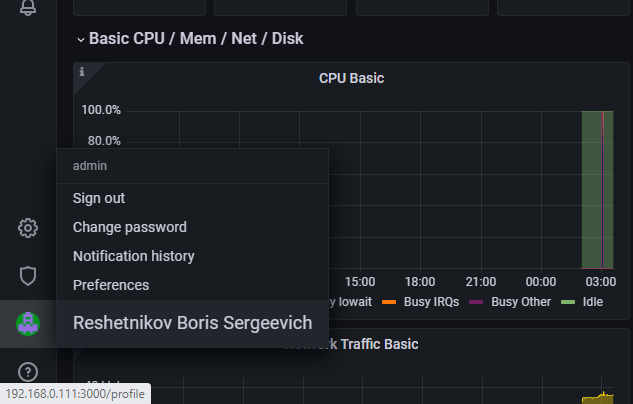 Basic CPU / Mem / Net / Disk
i
CPU Basic
100.0%
80.0%
admin
Sign out
Change password
Notification history
Preferences
Reshetnikov Boris Sergeevich
15:00 18:00 21:00 00:00 03:00
Iowait Busy IRQs Busy Other Idle
Traffic Basic
192.168.0.111:3000/profile